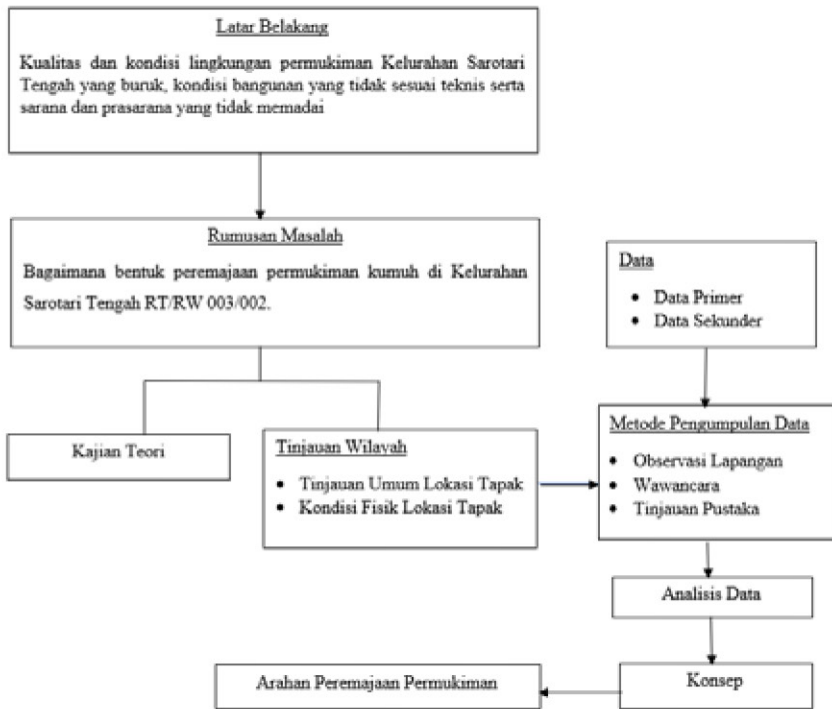 Latar Belakang
Kualitas dan kondisi lingkungan permukiman Kelurahan Sarotari
Tengah yang buruk, kondisi bangunan yang tidak sesuai teknis serta
sarana dan prasarana yang tidak memadai
Rumusan Masalah
Bagaimana bentuk peremajaan permukiman kumuh di Kelurahan
Sarotari Tengah RT/RW 003/002.
Data
• Data Primer
• Data Sekunder
Kajian Teori
Tinjauan Wilayah
• Tinjauan Umum Lokasi Tapak
• Kondisi Fisik Lokasi Tapak
Metode Pengumpulan Data
• Observasi Lapangan
• Wawancara
• Tinjauan Pustaka
Analisis Data
Konsep
Arahan Peremajaan Permukiman